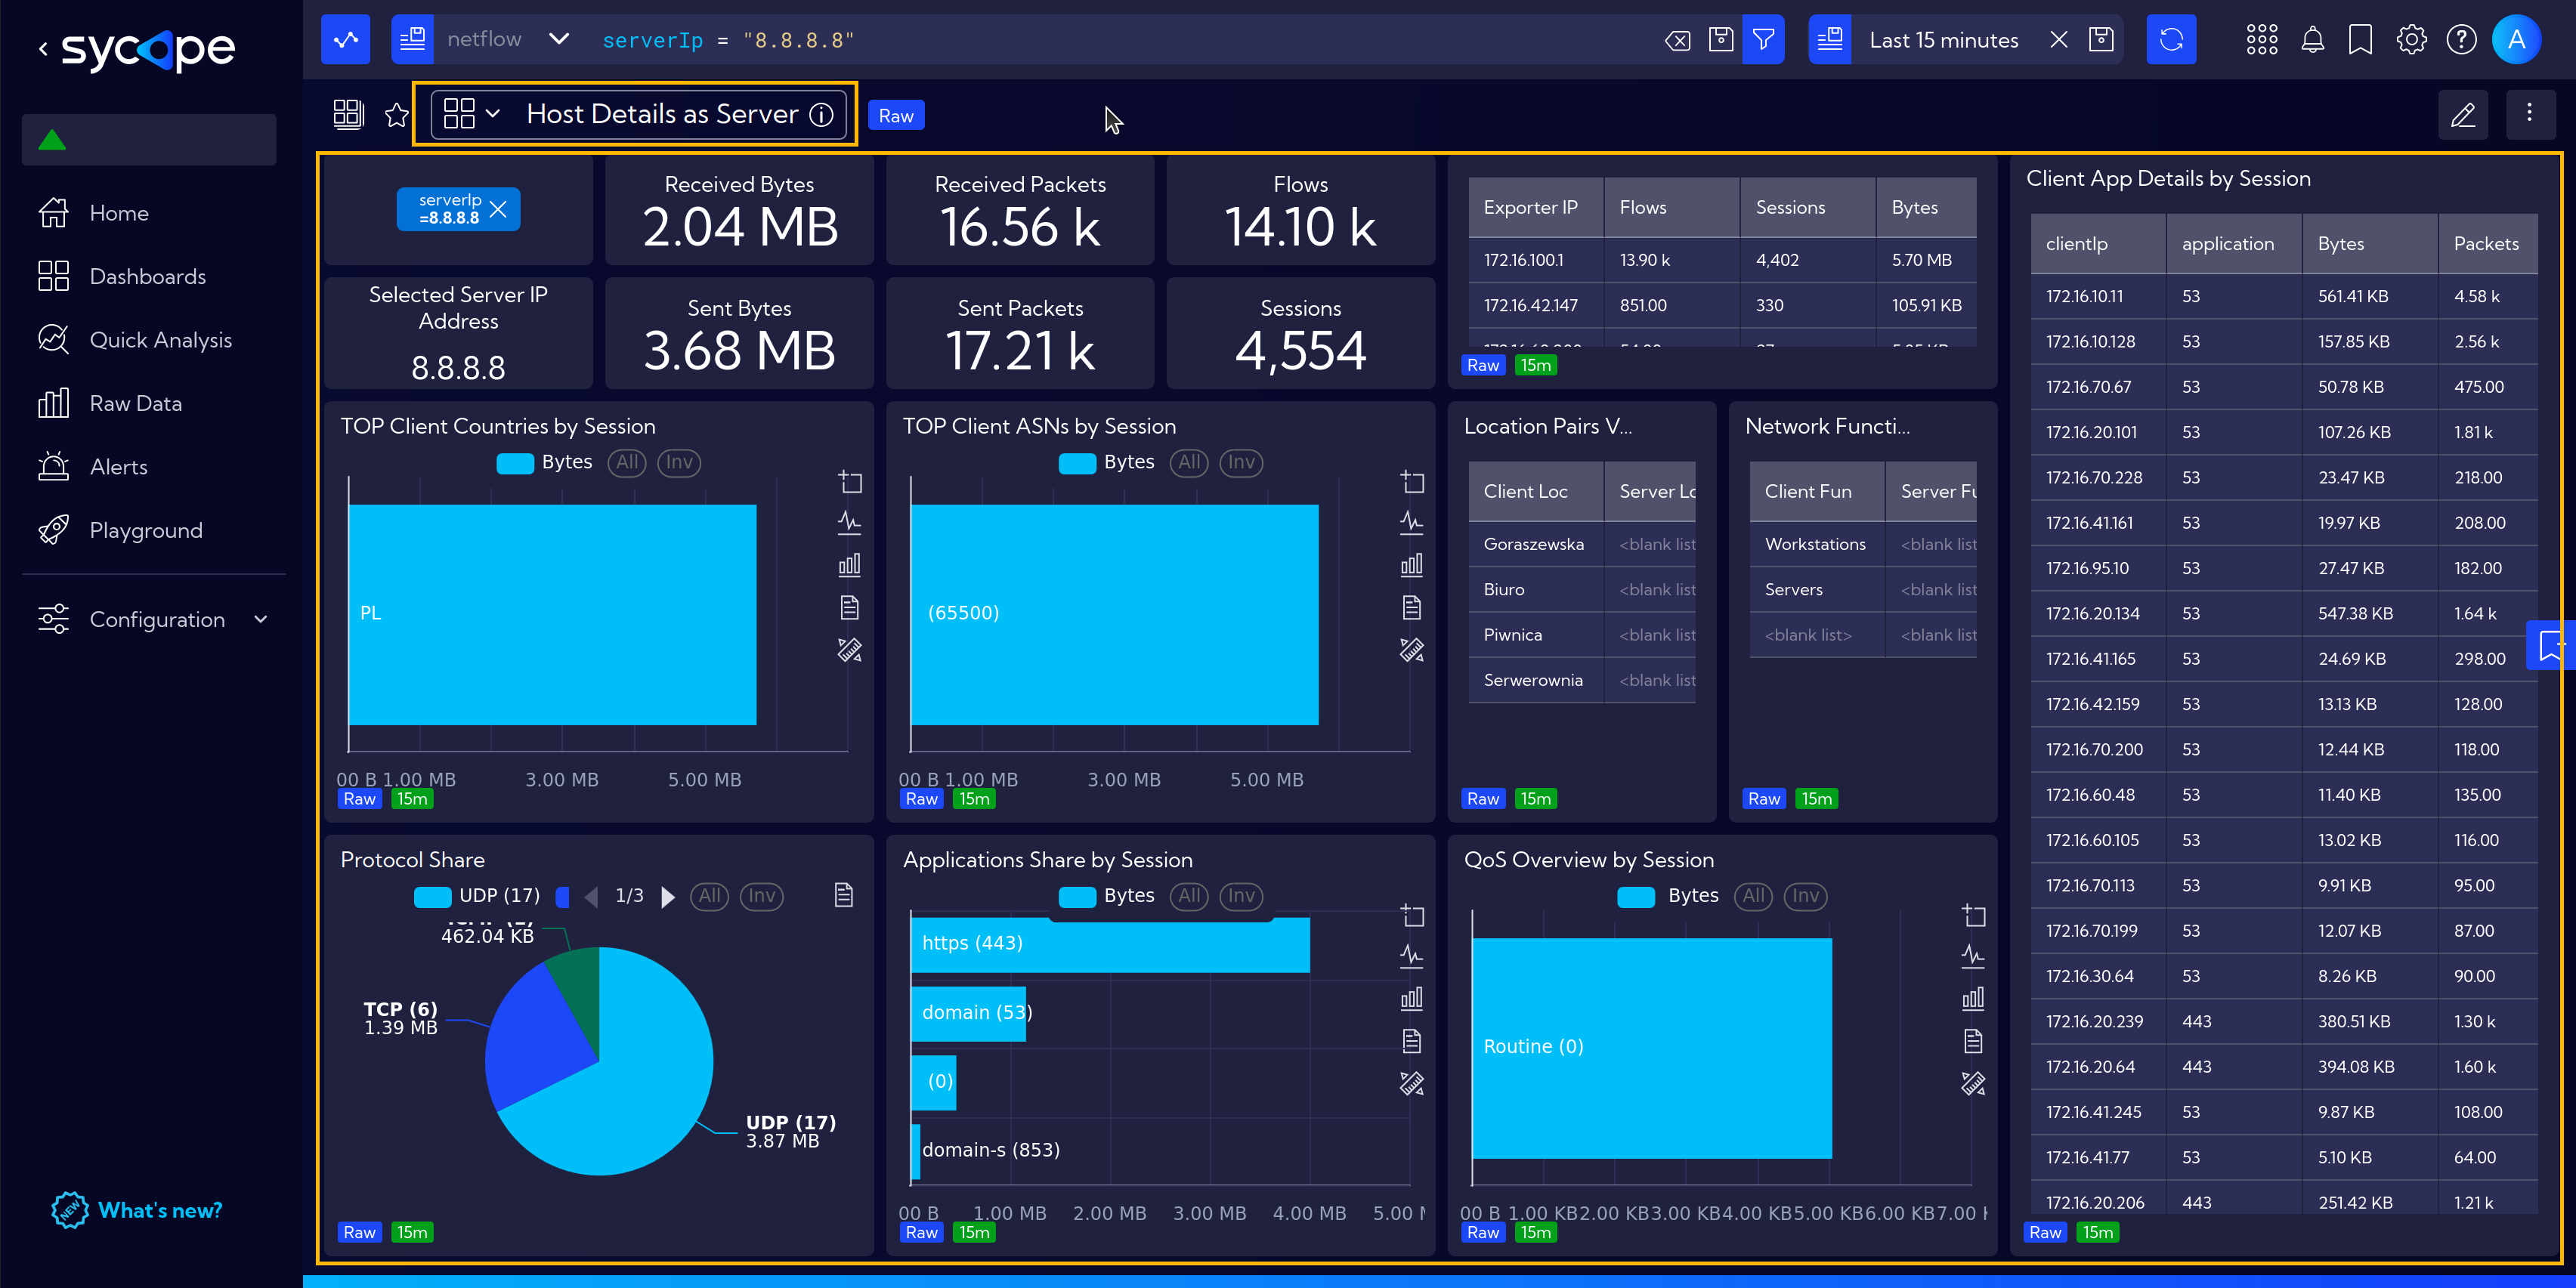 sycope
netflow
serverIp = "8.8.8.8"
Last 15 minutes
A
Host Details as Server
Raw
Home
Dashboards
Quick Analysis
Raw Data
Alerts
Playground
Configuration
NEW
What's new?
serverIp
=8.8.8.8
Received Bytes
2.04 MB
Received Packets
16.56 k
Flows
14.10 k
Selected Server IP
Address
8.8.8.8
Sent Bytes
3.68 MB
Sent Packets
17.21 k
Sessions
4,554
Exporter IP Flows Sessions Bytes
172.16.100.1 13.90 k 4,402 5.70 MB
172.16.42.147 851.00 330 105.91 KB
Raw 15m
TOP Client Countries by Session
Bytes All Inv
PL
00 B 1.00 MB 3.00 MB 5.00 MB
Raw 15m
TOP Client ASNs by Session
Bytes All Inv
(65500)
00 B 1.00 MB 3.00 MB 5.00 MB
Raw 15m
Location Pairs V...
Client Loc Server Lo
Goraszewska <blank list
Biuro <blank list
Piwnica <blank list
Serwerownia <blank list
Raw 15m
Network Functi...
Client Fun Server Fu
Workstations <blank list
Servers <blank list
<blank list> <blank list
Raw 15m
Protocol Share
UDP (17) 1/3 All Inv
462.04 KB
TCP (6)
1.39 MB
UDP (17)
3.87 MB
Raw 15m
Applications Share by Session
Bytes All Inv
https (443)
domain (53)
(0)
domain-s (853)
00 B 1.00 MB 2.00 MB 3.00 MB 4.00 MB 5.00 M
Raw 15m
QoS Overview by Session
Bytes All Inv
Routine (0)
00 B 1.00 KB 2.00 KB 3.00 KB 4.00 KB 5.00 KB 6.00 KB 7.00 K
Raw 15m
Client App Details by Session
clientIp application Bytes Packets
172.16.10.11 53 561.41 KB 4.58 k
172.16.10.128 53 157.85 KB 2.56 k
172.16.70.67 53 50.78 KB 475.00
172.16.20.101 53 107.26 KB 1.81 k
172.16.70.228 53 23.47 KB 218.00
172.16.41.161 53 19.97 KB 208.00
172.16.95.10 53 27.47 KB 182.00
172.16.20.134 53 547.38 KB 1.64 k
172.16.41.165 53 24.69 KB 298.00
172.16.42.159 53 13.13 KB 128.00
172.16.70.200 53 12.44 KB 118.00
172.16.60.48 53 11.40 KB 135.00
172.16.60.105 53 13.02 KB 116.00
172.16.70.113 53 9.91 KB 95.00
172.16.70.199 53 12.07 KB 87.00
172.16.30.64 53 8.26 KB 90.00
172.16.20.239 443 380.51 KB 1.30 k
172.16.20.64 443 394.08 KB 1.60 k
172.16.41.245 53 9.87 KB 108.00
172.16.41.77 53 5.10 KB 64.00
172.16.20.206 443 251.42 KB 1.21 k
Raw 15m